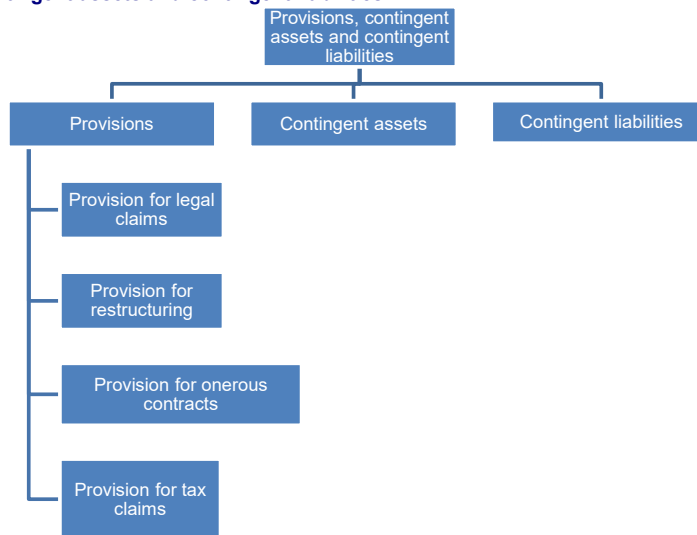 Provisions, contingent
assets and contingent
liabilities
Provisions
Contingent assets
Contingent liabilities
Provision for legal
claims
Provision for
restructuring
Provision for onerous
contracts
Provision for tax
claims